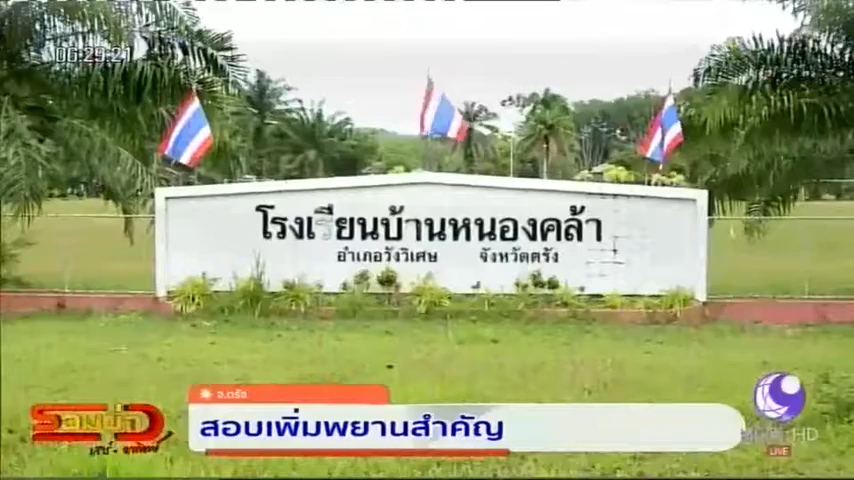 06:29:21
โรงเรียนบ้านหนองคล้า
อำเภอวังวิเศษ จังหวัดตรัง
จ.ตรัง
สอบเพิ่มพยานสำคัญ
HD
LIVE